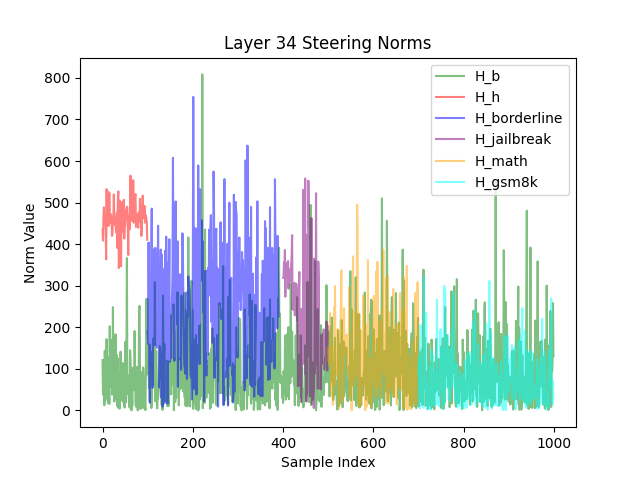 Layer 34 Steering Norms
H_b
H_h
H_borderline
H_jailbreak
H_math
H_gsm8k
Norm Value
800
700
600
500
400
300
200
100
0
0 200 400 600 800 1000
Sample Index